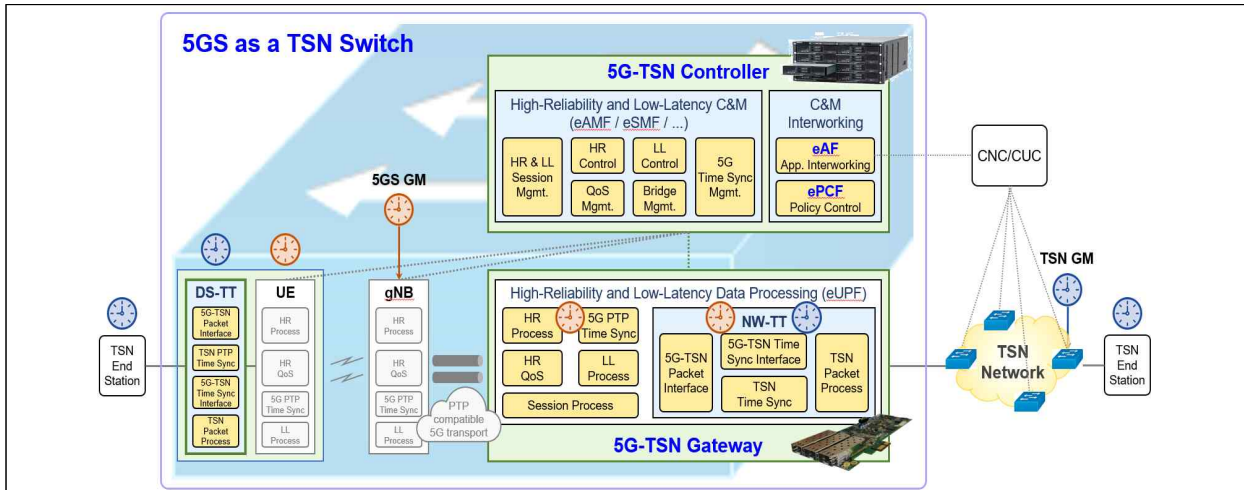 5GS as a TSN Switch
5G-TSN Controller
High-Reliability and Low-Latency C&M
(eAMF / eSMF / ...)
HR & LL
Session
Mgmt.
HR
Control
LL
Control
QoS
Mgmt.
Bridge
Mgmt.
5G
Time Sync
Mgmt.
C&M
Interworking
eAF
App. Interworking
ePCF
Policy Control
CNC/CUC
5GS GM
TSN GM
TSN
End
Station
DS-TT
5G-TSN
Packet
Interface
TSN PTP
Time Sync
5G-TSN
Time Sync
Interface
TSN
Packet
Process
UE
HR
Process
HR
QoS
5G PTP
Time Sync
LL
Process
gNB
HR
Process
HR
QoS
5G PTP
Time Sync
LL
Process
PTP
compatible
5G transport
High-Reliability and Low-Latency Data Processing (eUPF)
HR
Process
5G PTP
Time Sync
HR
QoS
LL
Process
Session Process
NW-TT
5G-TSN
Packet
Interface
5G-TSN Time
Sync Interface
TSN
Time Sync
TSN
Packet
Process
5G-TSN Gateway
TSN
Network
TSN
End
Station